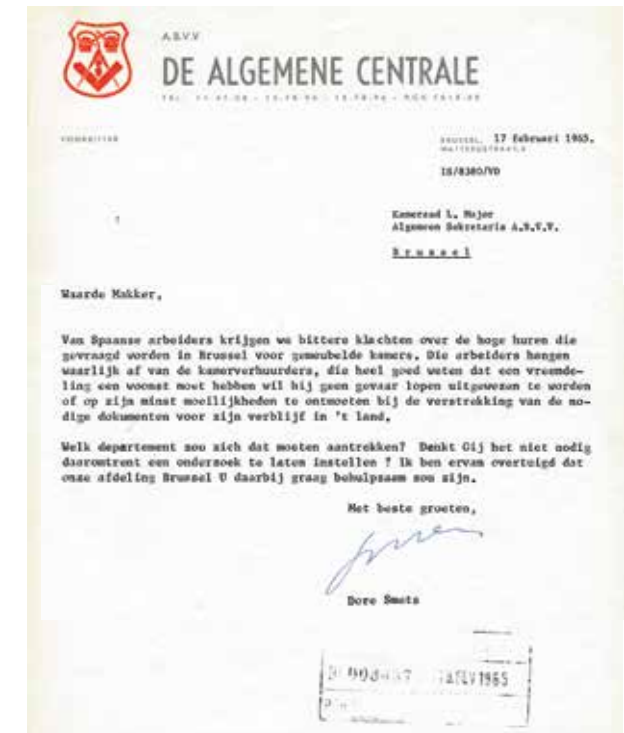 A.B.V.V
DE ALGEMENE CENTRALE
VOORZITTER
BRUSSEL, 17 februari 1965,
WATTEEUSTRAAT,
IS/8380/VD
Kameraad L. Major
Algemeen Sekretaris A.B.V.V.
Brussel
Waarde Makker,
Van Spaanse arbeiders krijgen we bittere klachten over de hoge huren die
gevraagd worden in Brussel voor gemeubelde kamers. Die arbeiders hangen
waarlijk af van de kamerverhuurders, die heel goed weten dat een vreemde-
ling een woonst moet hebben wil hij geen gevaar lopen uitgewezen te worden
of op zijn minst moeilijkheden te ontmoeten bij de verstrekking van de no-
dige dokumenten voor zijn verblijf in 't land.
Welk departement zou zich dat moeten aantrekken? Denkt Gij het niet nodig
daaromtrent een onderzoek te laten instellen ? Ik ben ervan overtuigd dat
onze afdeling Brussel U daarbij graag behulpzaam zou zijn.
Met beste groeten,
Dore Smets
1965